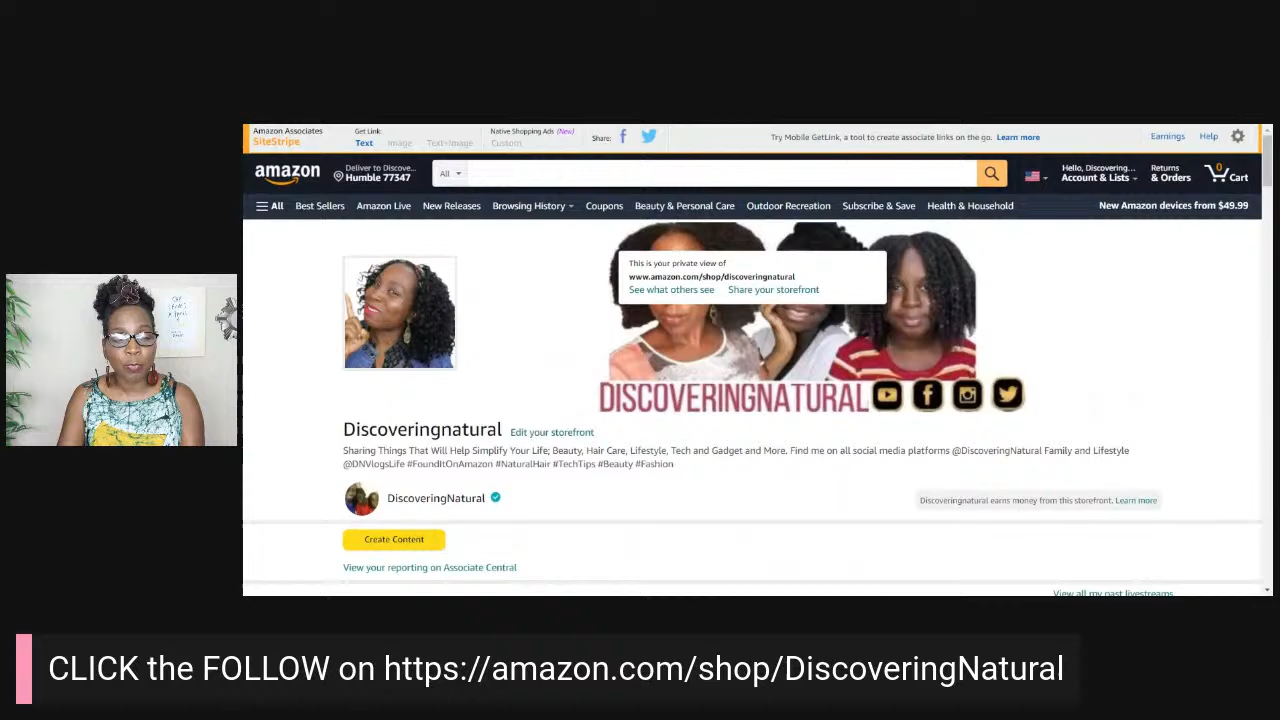 Amazon Associates
SiteStripe
Get Link:
Text Image Text+Image
Native Shopping Ads (New)
Custom
Share:
Try Mobile GetLink, a tool to create associate links on the go. Learn more
Earnings Help
amazon
Deliver to Discove...
Humble 77347
All
Hello, Discovering...
Account & Lists
Returns
& Orders
0
Cart
All Best Sellers Amazon Live New Releases Browsing History Coupons Beauty & Personal Care Outdoor Recreation Subscribe & Save Health & Household New Amazon devices from $49.99
This is your private view of
www.amazon.com/shop/discoveringnatural
See what others see Share your storefront
DISCOVERINGNATURAL
Discoveringnatural Edit your storefront
Sharing Things That Will Help Simplify Your Life; Beauty, Hair Care, Lifestyle, Tech and Gadget and More. Find me on all social media platforms @DiscoveringNatural Family and Lifestyle
@DNVlogsLife #FoundItOnAmazon #NaturalHair #TechTips #Beauty #Fashion
DiscoveringNatural
Discoveringnatural earns money from this storefront. Learn more
Create Content
View your reporting on Associate Central
View all my past livestreams
CLICK the FOLLOW on https://amazon.com/shop/DiscoveringNatural